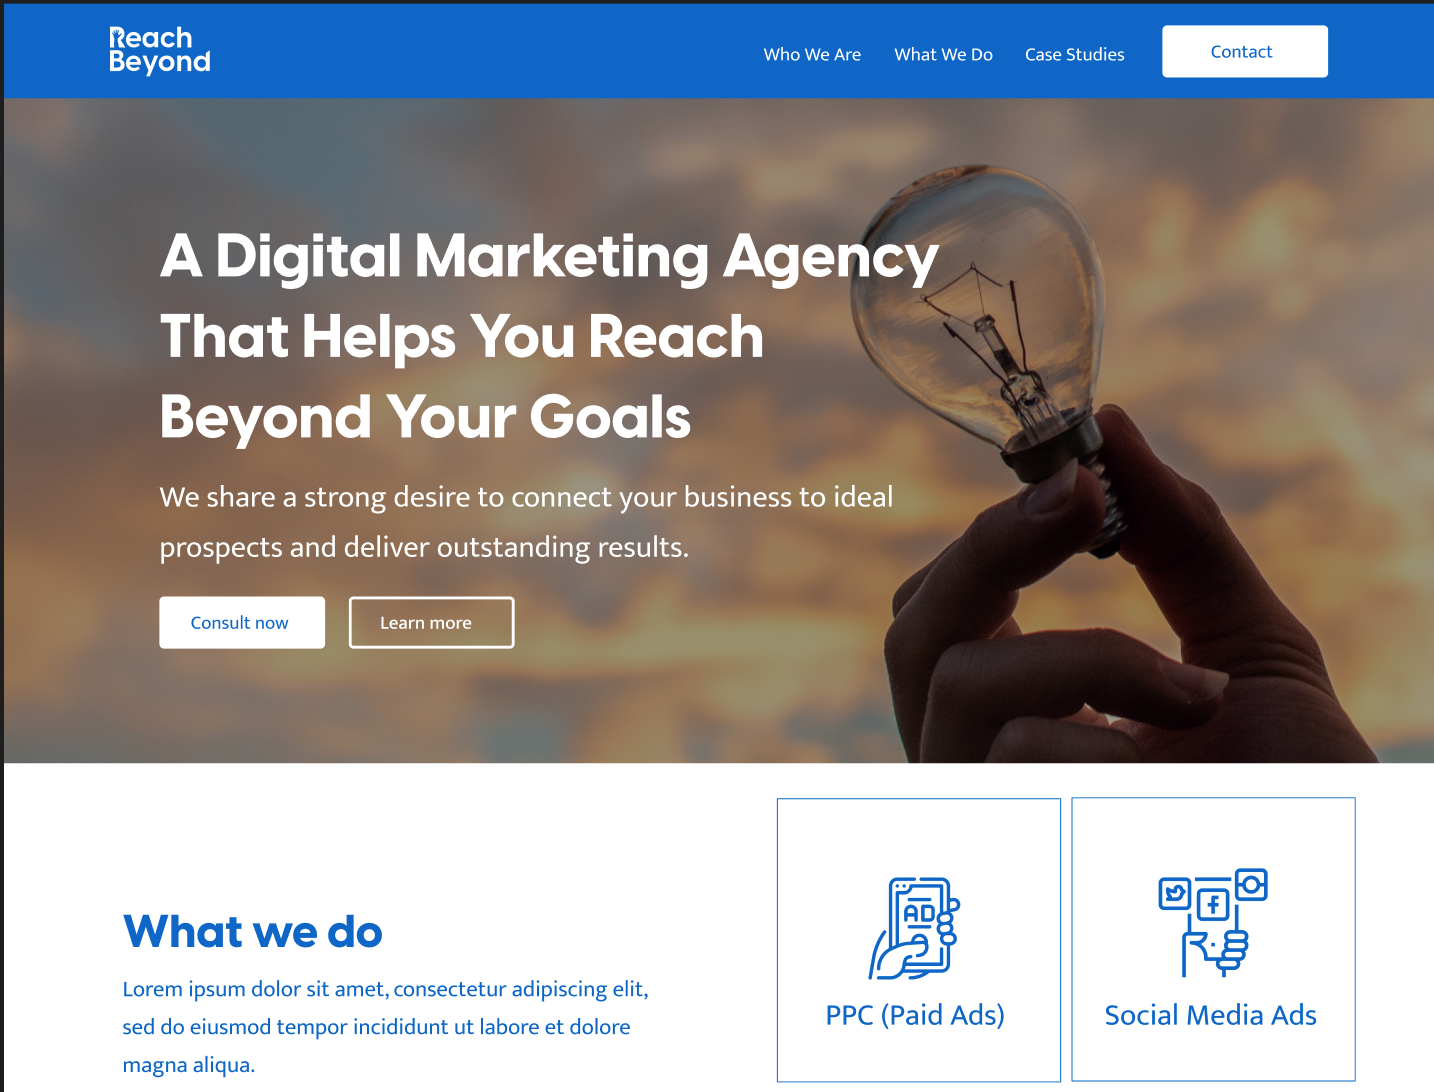 Reach
Beyond
Who We Are
What We Do
Case Studies
Contact
A Digital Marketing Agency
That Helps You Reach
Beyond Your Goals
We share a strong desire to connect your business to ideal
prospects and deliver outstanding results.
Consult now
Learn more
What we do
Lorem ipsum dolor sit amet, consectetur adipiscing elit,
sed do eiusmod tempor incididunt ut labore et dolore
magna aliqua.
AD
PPC (Paid Ads)
Social Media Ads